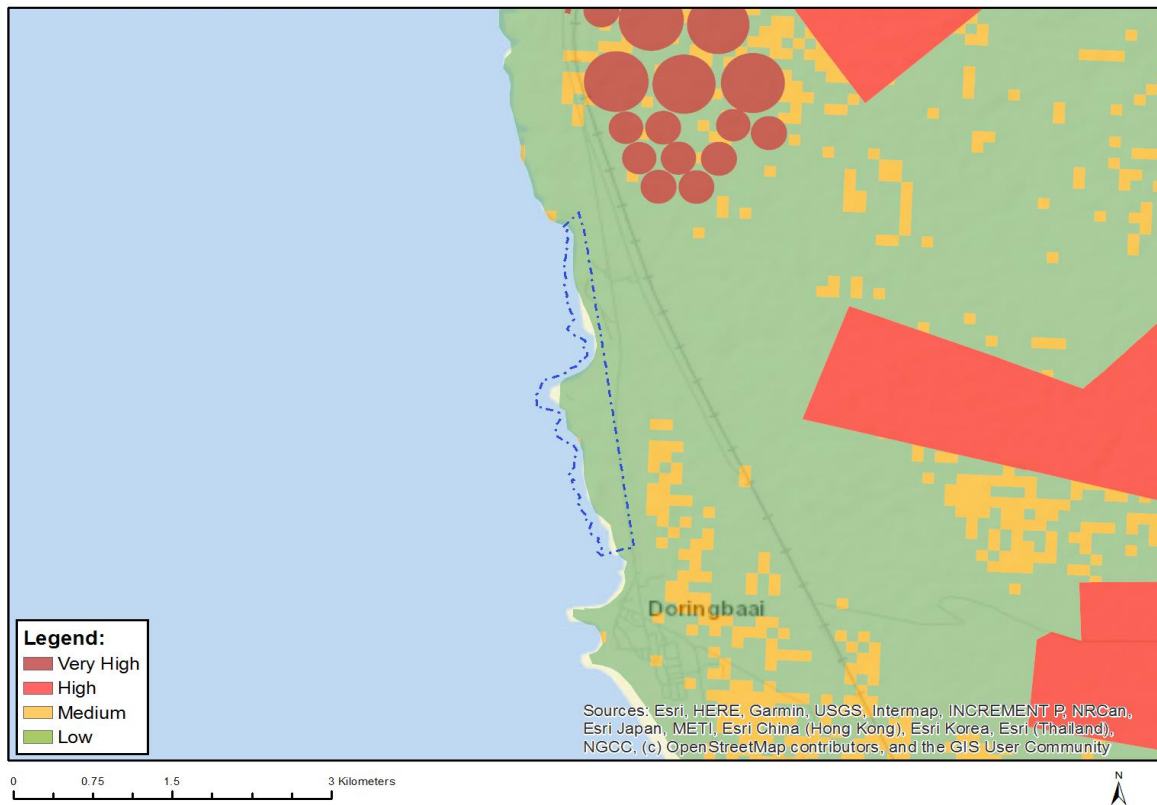 Doringbaai
Legend:
Very High
High
Medium
Low
Sources: Esri, HERE, Garmin, USGS, Intermap, INCREMENT P, NRCan,
Esri Japan, METI, Esri China (Hong Kong), Esri Korea, Esri (Thailand),
NGCC, (c) OpenStreetMap contributors, and the GIS User Community
0 0.75 1.5 3 Kilometers
N